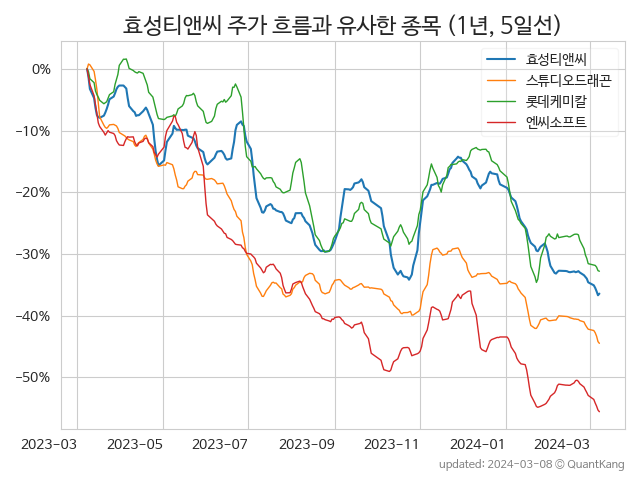 효성티앤씨 주가 흐름과 유사한 종목 (1년, 5일선)
효성티앤씨
스튜디오드래곤
롯데케미칼
엔씨소프트
0%
−10%
−20%
−30%
−40%
−50%
2023-03 2023-05 2023-07 2023-09 2023-11 2024-01 2024-03
updated: 2024-03-08 © QuantKang